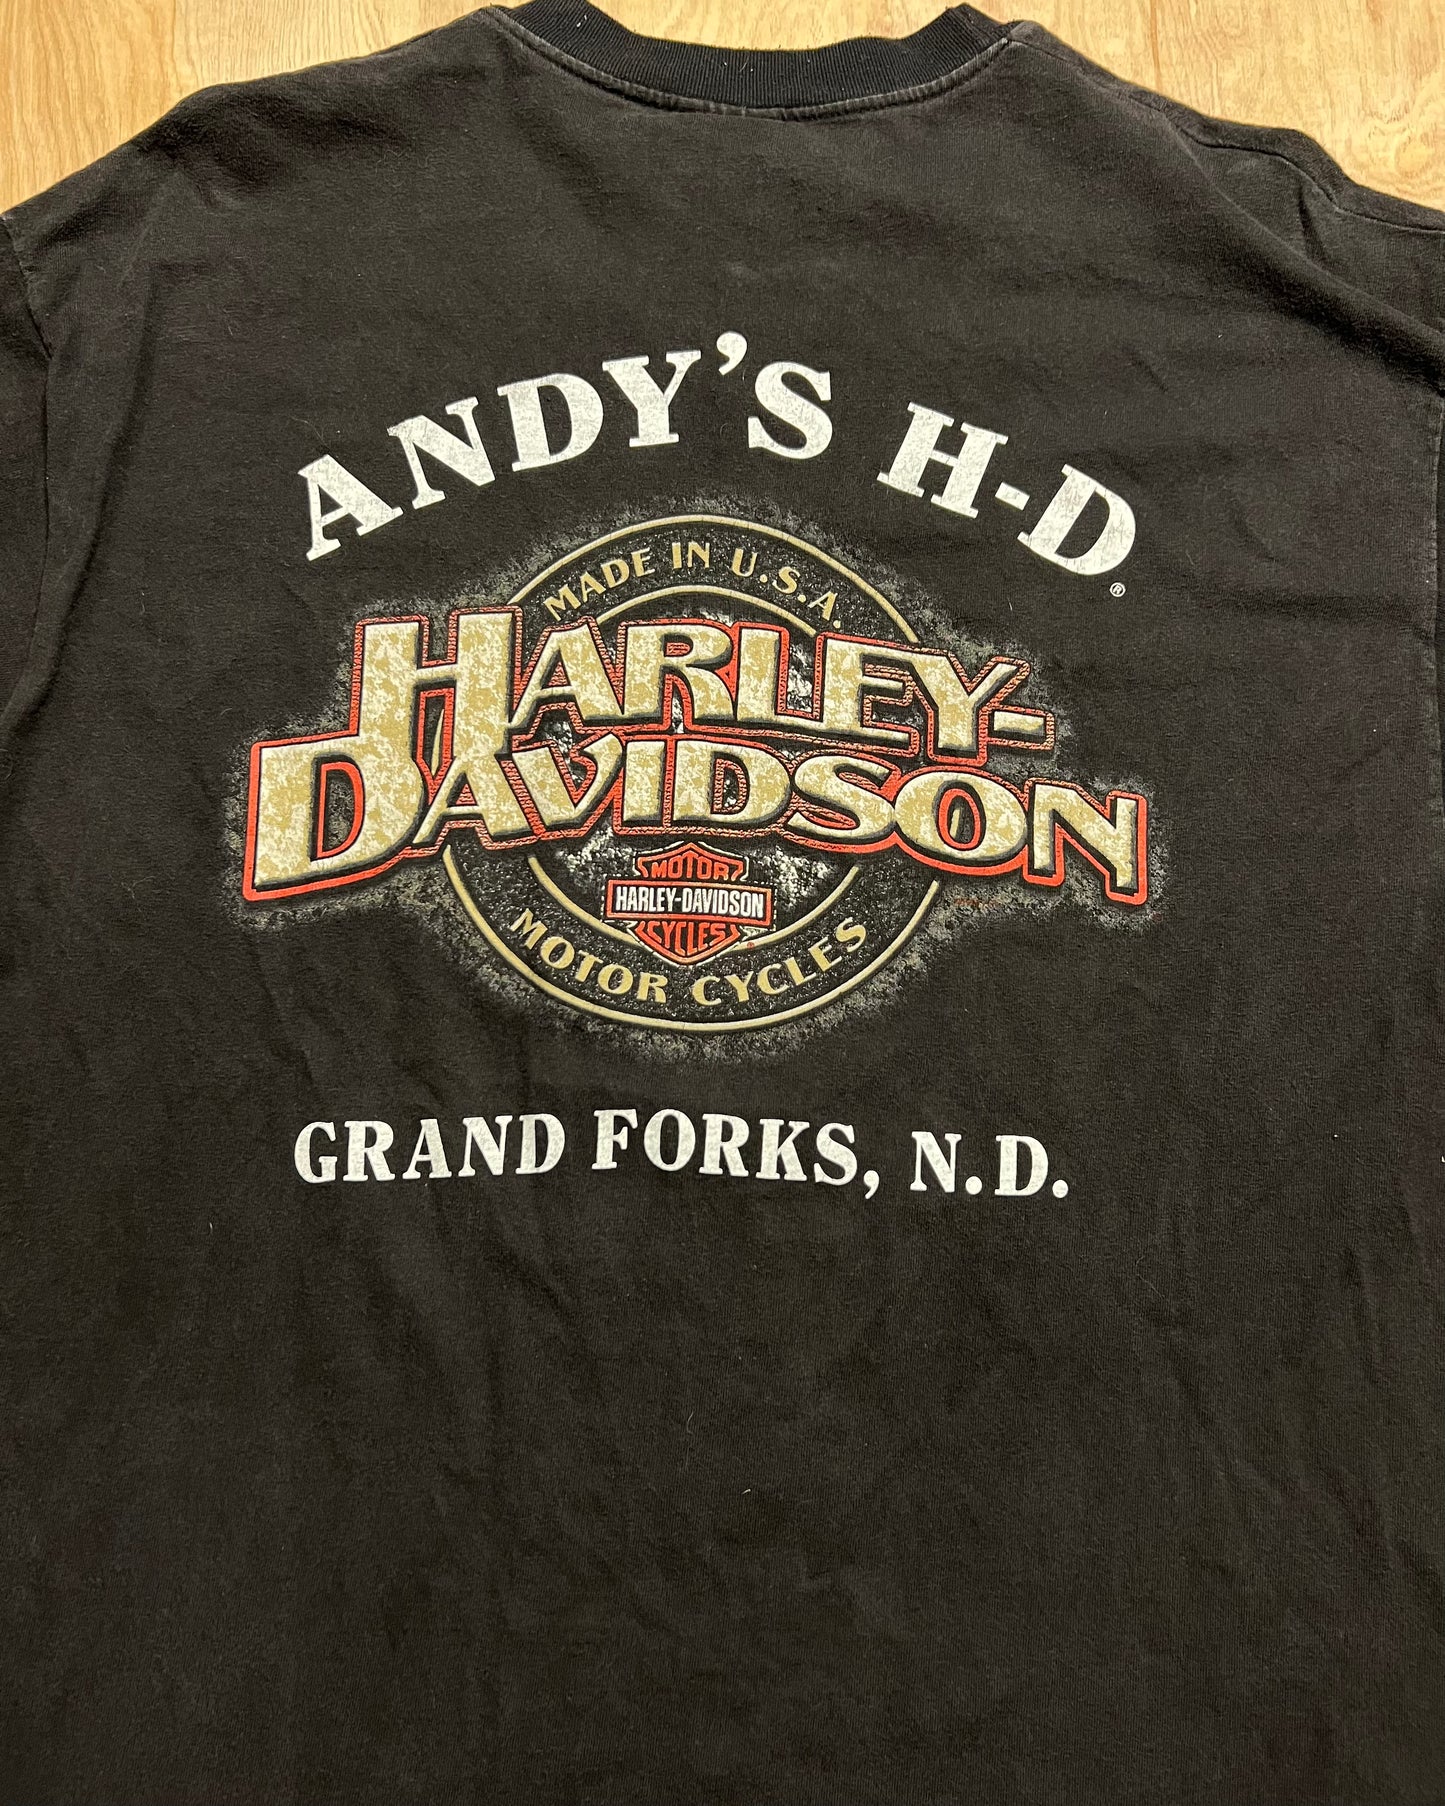 ANDY'S H-D
®
MADE IN U.S.A.
HARLEY-
DAVIDSON
MOTOR
HARLEY-DAVIDSON
CYCLES
®
MOTOR CYCLES
GRAND FORKS, N.D.